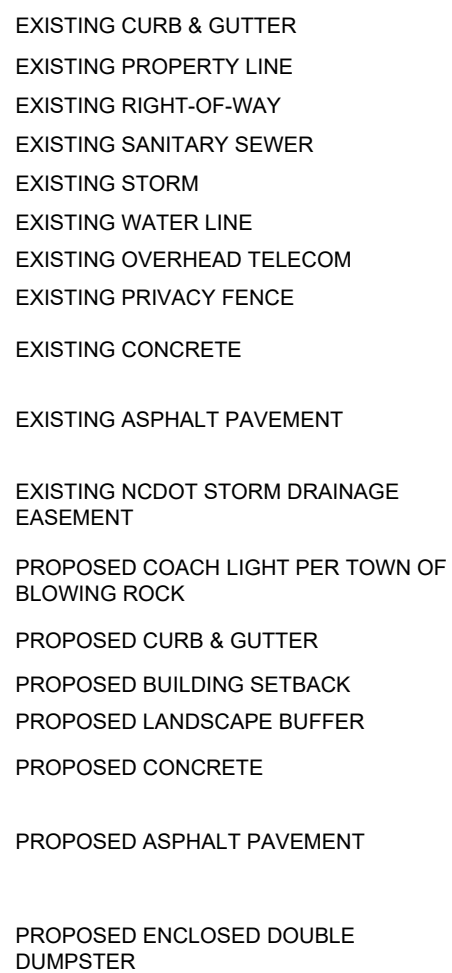 EXISTING CURB & GUTTER
EXISTING PROPERTY LINE
EXISTING RIGHT-OF-WAY
EXISTING SANITARY SEWER
EXISTING STORM
EXISTING WATER LINE
EXISTING OVERHEAD TELECOM
EXISTING PRIVACY FENCE
EXISTING CONCRETE
EXISTING ASPHALT PAVEMENT
EXISTING NCDOT STORM DRAINAGE
EASEMENT
PROPOSED COACH LIGHT PER TOWN OF
BLOWING ROCK
PROPOSED CURB & GUTTER
PROPOSED BUILDING SETBACK
PROPOSED LANDSCAPE BUFFER
PROPOSED CONCRETE
PROPOSED ASPHALT PAVEMENT
PROPOSED ENCLOSED DOUBLE
DUMPSTER